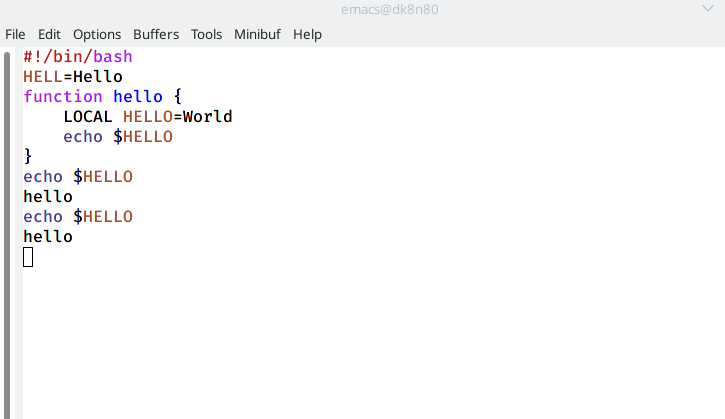 emacs@dk8n80
File Edit Options Buffers Tools Minibuf Help
#!/bin/bash
HELL=Hello
function hello {
    LOCAL HELLO=World
    echo $HELLO
}
echo $HELLO
hello
echo $HELLO
hello